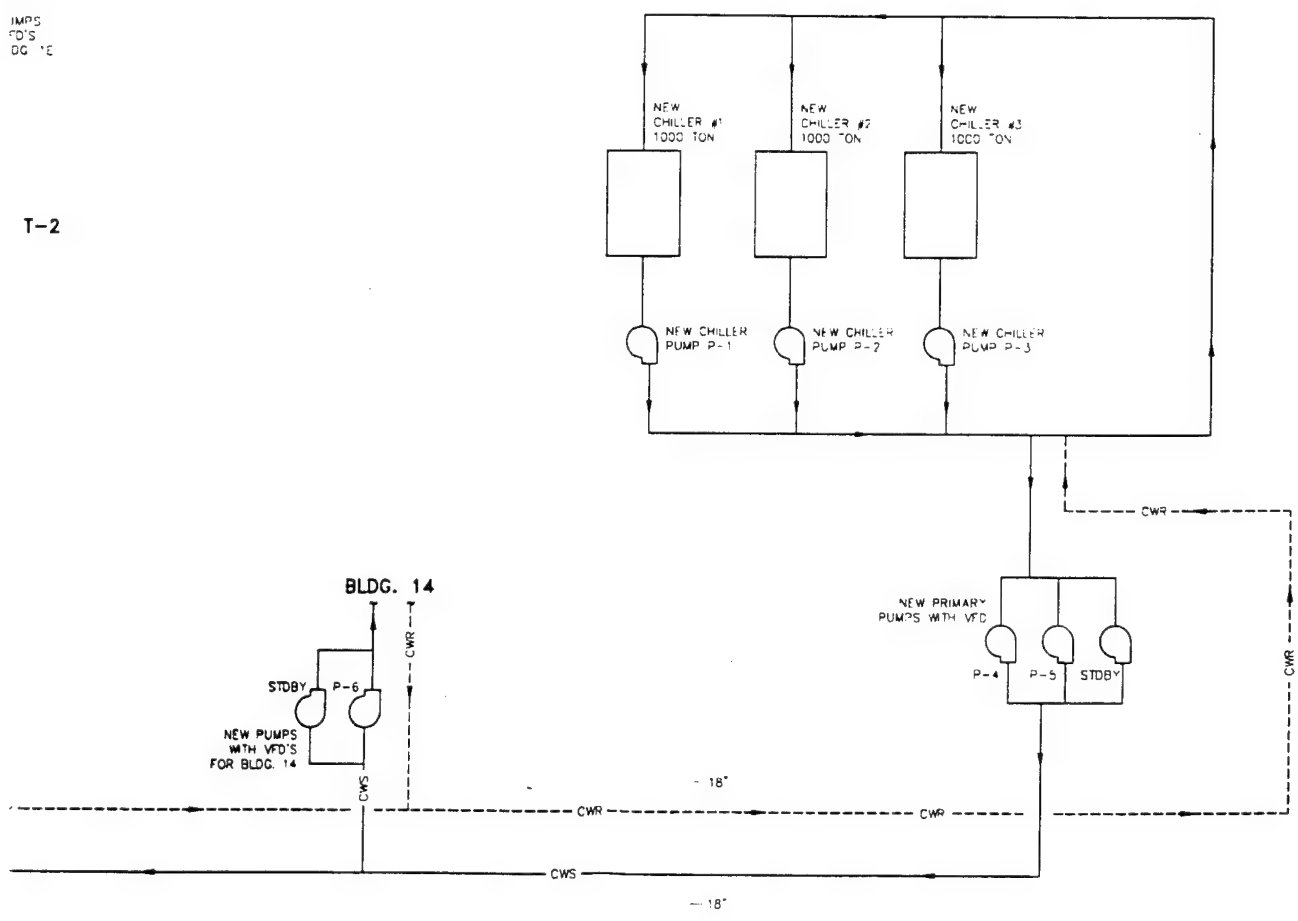 T-2
NEW
CHILLER #1
1000 TON
NEW
CHILLER #2
1000 TON
NEW
CHILLER #3
1000 TON
NEW CHILLER
PUMP P-1
NEW CHILLER
PUMP P-2
NEW CHILLER
PUMP P-3
CWR
BLDG. 14
NEW PRIMARY
PUMPS WITH VFD
CWR
CWR
P-4
P-5
STDBY
STDBY
P-6
NEW PUMPS
WITH VFD'S
FOR BLDG. 14
CWS
18"
CWR
CWR
CWS
18"